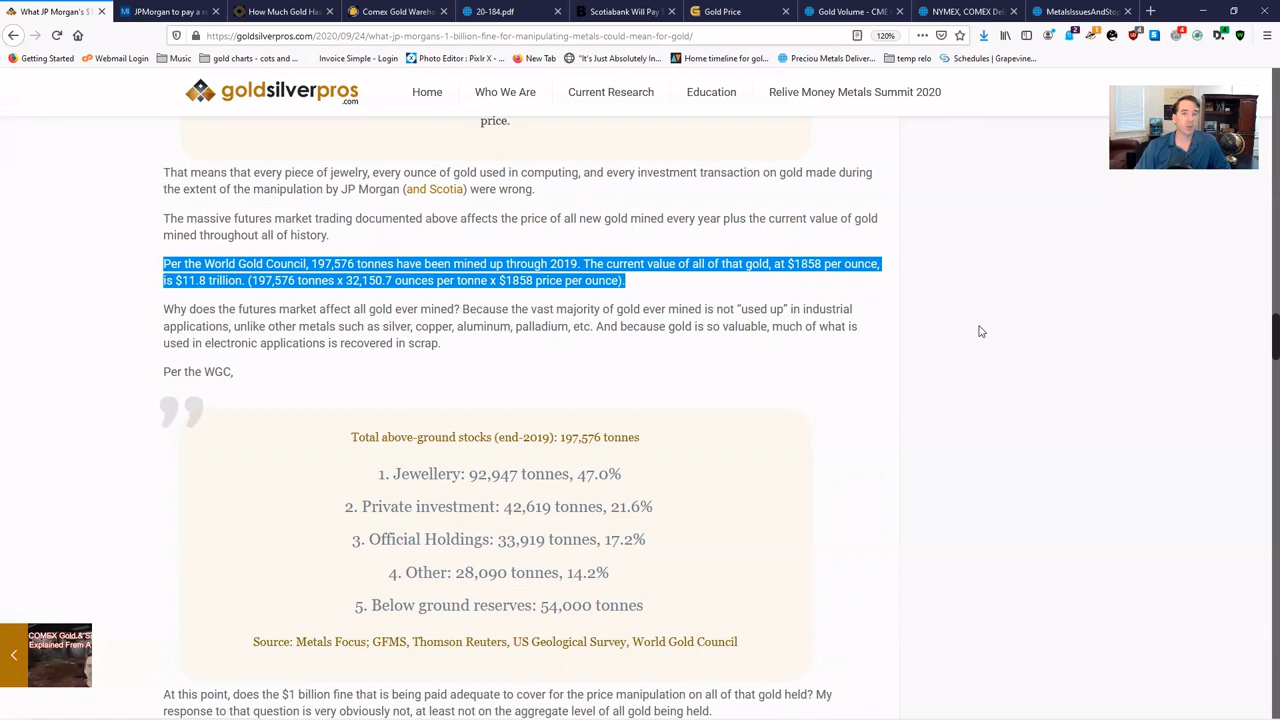 What JP Morgan's $
JPMorgan to pay a re
How Much Gold Has
Comex Gold Wareho
20-184.pdf
Scotiabank Will Pay
Gold Price
Gold Volume - CME
NYMEX, COMEX Del
MetalsIssuesAndStop
https://goldsilverpros.com/2020/09/24/what-jp-morgans-1-billion-fine-for-manipulating-metals-could-mean-for-gold/
120%
Getting Started
Webmail Login
Music
gold charts - cots and
Invoice Simple - Login
Photo Editor : Pixlr X -
New Tab
"It's Just Absolutely In...
Home timeline for gol...
Preciou Metals Deliver...
temp relo
Schedules | Grapevine...
goldsilverpros
.com
Home
Who We Are
Current Research
Education
Relive Money Metals Summit 2020
price.
That means that every piece of jewelry, every ounce of gold used in computing, and every investment transaction on gold made during
the extent of the manipulation by JP Morgan (and Scotia) were wrong.
The massive futures market trading documented above affects the price of all new gold mined every year plus the current value of gold
mined throughout all of history.
Per the World Gold Council, 197,576 tonnes have been mined up through 2019. The current value of all of that gold, at $1858 per ounce,
is $11.8 trillion. (197,576 tonnes x 32,150.7 ounces per tonne x $1858 price per ounce).
Why does the futures market affect all gold ever mined? Because the vast majority of gold ever mined is not “used up” in industrial
applications, unlike other metals such as silver, copper, aluminum, palladium, etc. And because gold is so valuable, much of what is
used in electronic applications is recovered in scrap.
Per the WGC,
Total above-ground stocks (end-2019): 197,576 tonnes
1. Jewellery: 92,947 tonnes, 47.0%
2. Private investment: 42,619 tonnes, 21.6%
3. Official Holdings: 33,919 tonnes, 17.2%
4. Other: 28,090 tonnes, 14.2%
5. Below ground reserves: 54,000 tonnes
Source: Metals Focus; GFMS, Thomson Reuters, US Geological Survey, World Gold Council
COMEX Gold & Si
Explained From A
At this point, does the $1 billion fine that is being paid adequate to cover for the price manipulation on all of that gold held? My
response to that question is very obviously not, at least not on the aggregate level of all gold being held.